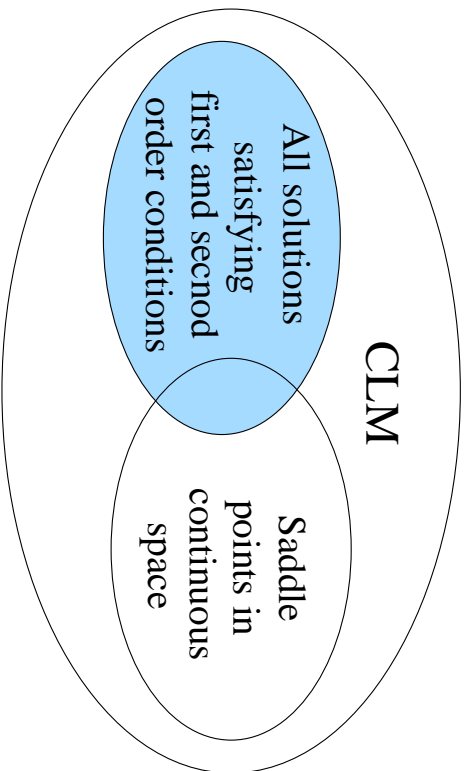 CLM
All solutions
satisfying
first and secnod
order conditions
Saddle
points in
continuous
space